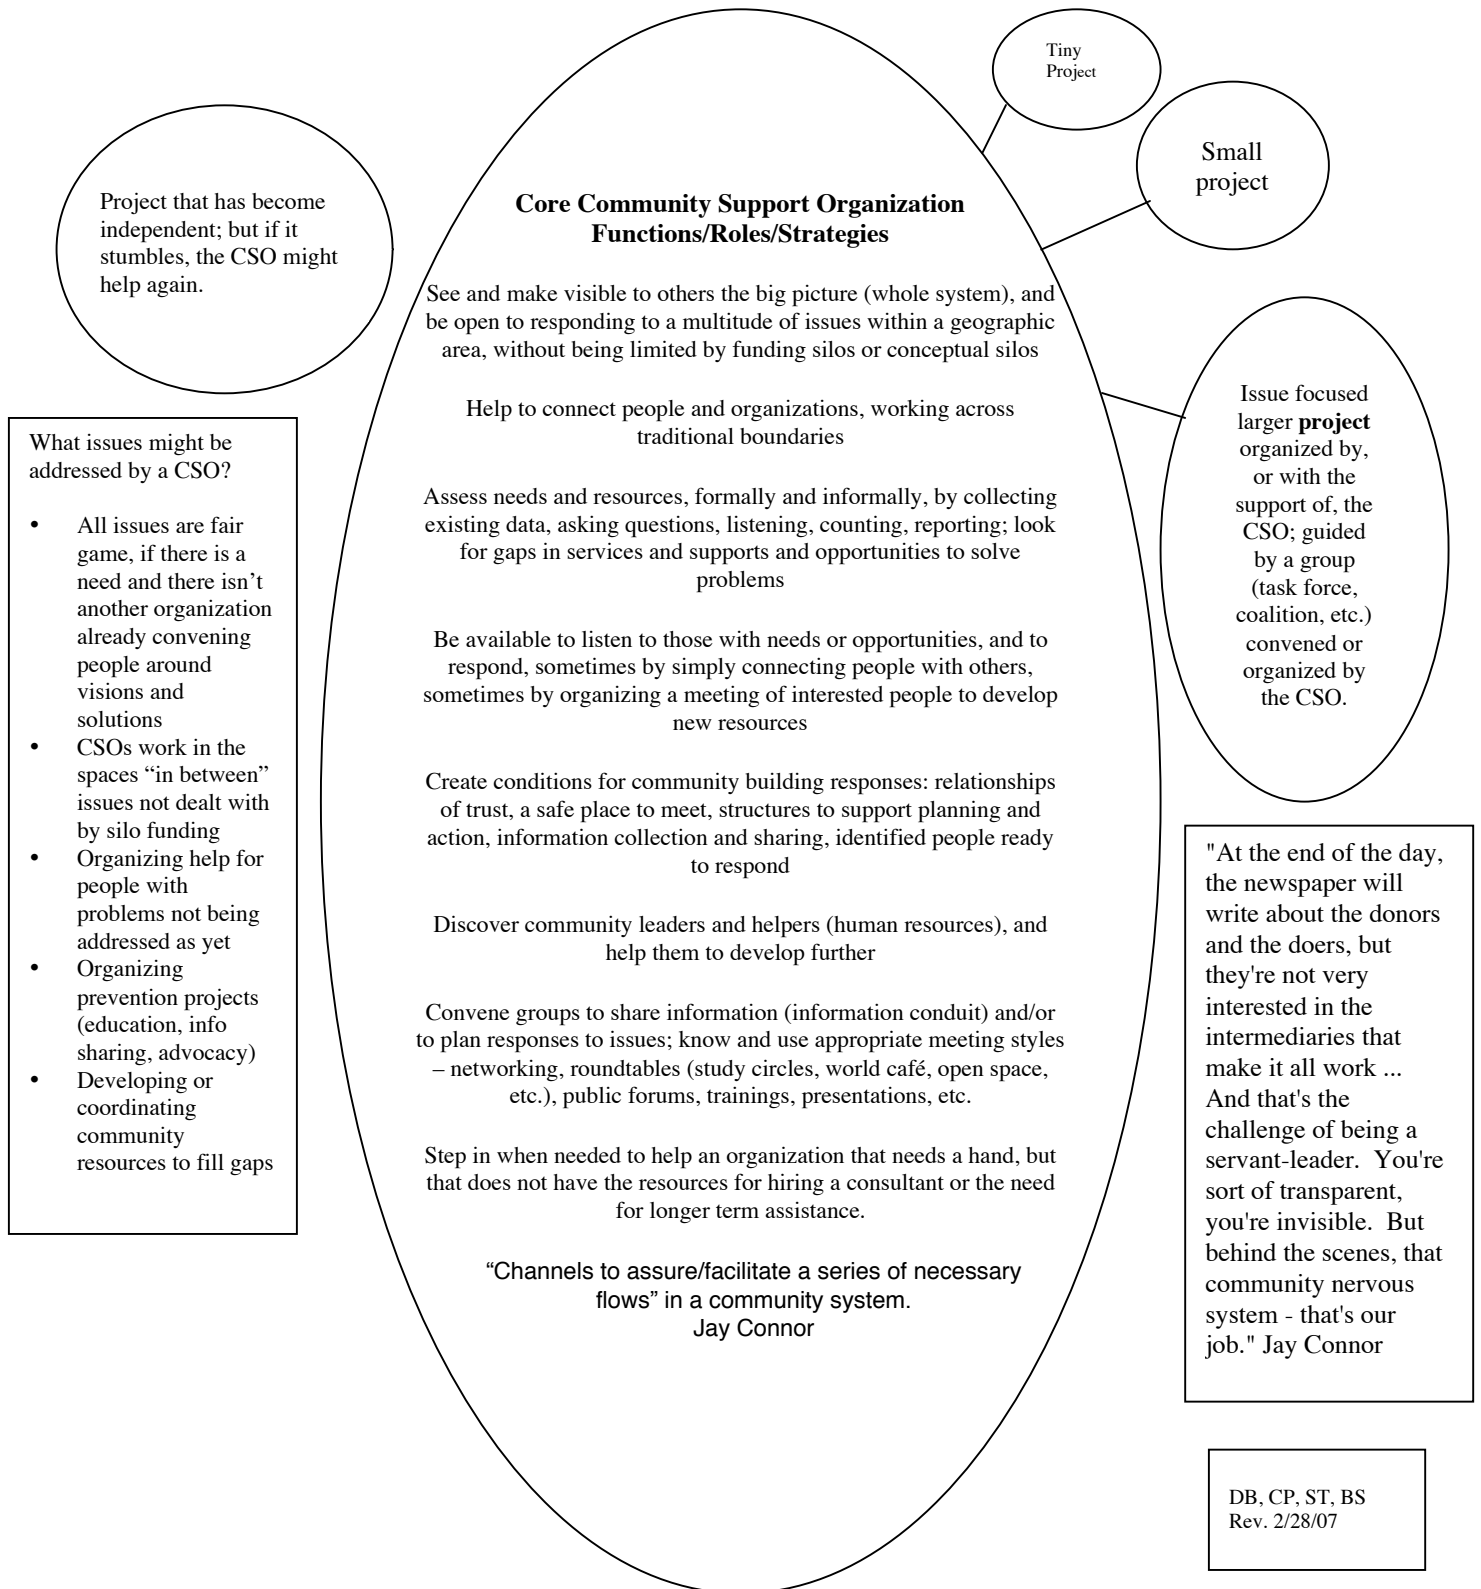 Tiny
Project
Small
project
Project that has become
independent; but if it
stumbles, the CSO might
help again.
Core Community Support Organization
Functions/Roles/Strategies
See and make visible to others the big picture (whole system), and
be open to responding to a multitude of issues within a geographic
area, without being limited by funding silos or conceptual silos
Help to connect people and organizations, working across
traditional boundaries
Assess needs and resources, formally and informally, by collecting
existing data, asking questions, listening, counting, reporting; look
for gaps in services and supports and opportunities to solve
problems
Be available to listen to those with needs or opportunities, and to
respond, sometimes by simply connecting people with others,
sometimes by organizing a meeting of interested people to develop
new resources
Create conditions for community building responses: relationships
of trust, a safe place to meet, structures to support planning and
action, information collection and sharing, identified people ready
to respond
Discover community leaders and helpers (human resources), and
help them to develop further
Convene groups to share information (information conduit) and/or
to plan responses to issues; know and use appropriate meeting styles
– networking, roundtables (study circles, world café, open space,
etc.), public forums, trainings, presentations, etc.
Step in when needed to help an organization that needs a hand, but
that does not have the resources for hiring a consultant or the need
for longer term assistance.
“Channels to assure/facilitate a series of necessary
flows” in a community system.
Jay Connor
What issues might be
addressed by a CSO?
• All issues are fair
game, if there is a
need and there isn’t
another organization
already convening
people around
visions and
solutions
• CSOs work in the
spaces “in between”
issues not dealt with
by silo funding
• Organizing help for
people with
problems not being
addressed as yet
• Organizing
prevention projects
(education, info
sharing, advocacy)
• Developing or
coordinating
community
resources to fill gaps
Issue focused
larger project
organized by,
or with the
support of, the
CSO; guided
by a group
(task force,
coalition, etc.)
convened or
organized by
the CSO.
"At the end of the day,
the newspaper will
write about the donors
and the doers, but
they're not very
interested in the
intermediaries that
make it all work ...
And that's the
challenge of being a
servant-leader.  You're
sort of transparent,
you're invisible.  But
behind the scenes, that
community nervous
system - that's our
job." Jay Connor
DB, CP, ST, BS
Rev. 2/28/07